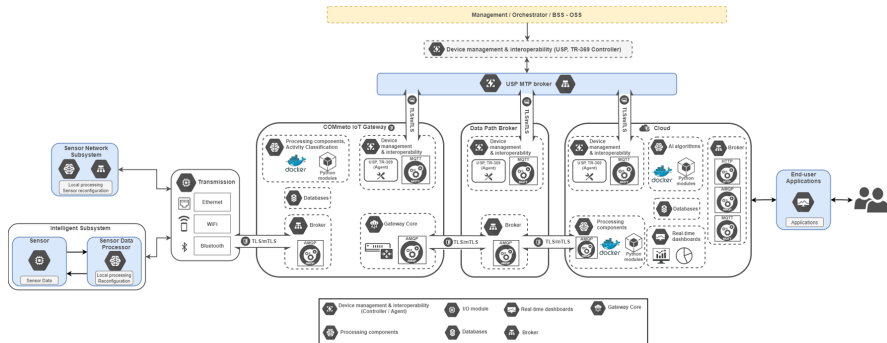 Management / Orchestrator / BSS - OSS
Device management & interoperability (USP, TR-369 Controller)
USP MTP broker
TLS/mTLS
TLS/mTLS
TLS/mTLS
COMmeto IoT Gateway
Processing components,
Activity Classification
docker
Python
modules
Device
management
& interoperability
USP, TR-369
(Agent)
MQTT
Databases
Broker
AMQP
Gateway Core
AMQP
Data Path Broker
Device
management
& interoperability
USP, TR-369
(Agent)
MQTT
Broker
AMQP
Cloud
Device
management
& interoperability
USP, TR-369
(Agent)
MQTT
AI algorithms
docker
Python
modules
Databases
Broker
HTTP
AMQP
MQTT
Processing
components
AMQP
docker
Python
modules
Real-time
dashboards
Sensor Network
Subsystem
Local processing
Sensor reconfiguration
Intelligent Subsystem
Sensor
Sensor Data
Sensor Data
Processor
Local processing
Reconfiguration
Transmission
Ethernet
WiFi
Bluetooth
TLS/mTLS
TLS/mTLS
TLS/mTLS
End-user
Applications
Applications
Device management & interoperability
(Controller / Agent)
I/O module
Real-time dashboards
Gateway Core
Processing components
Databases
Broker